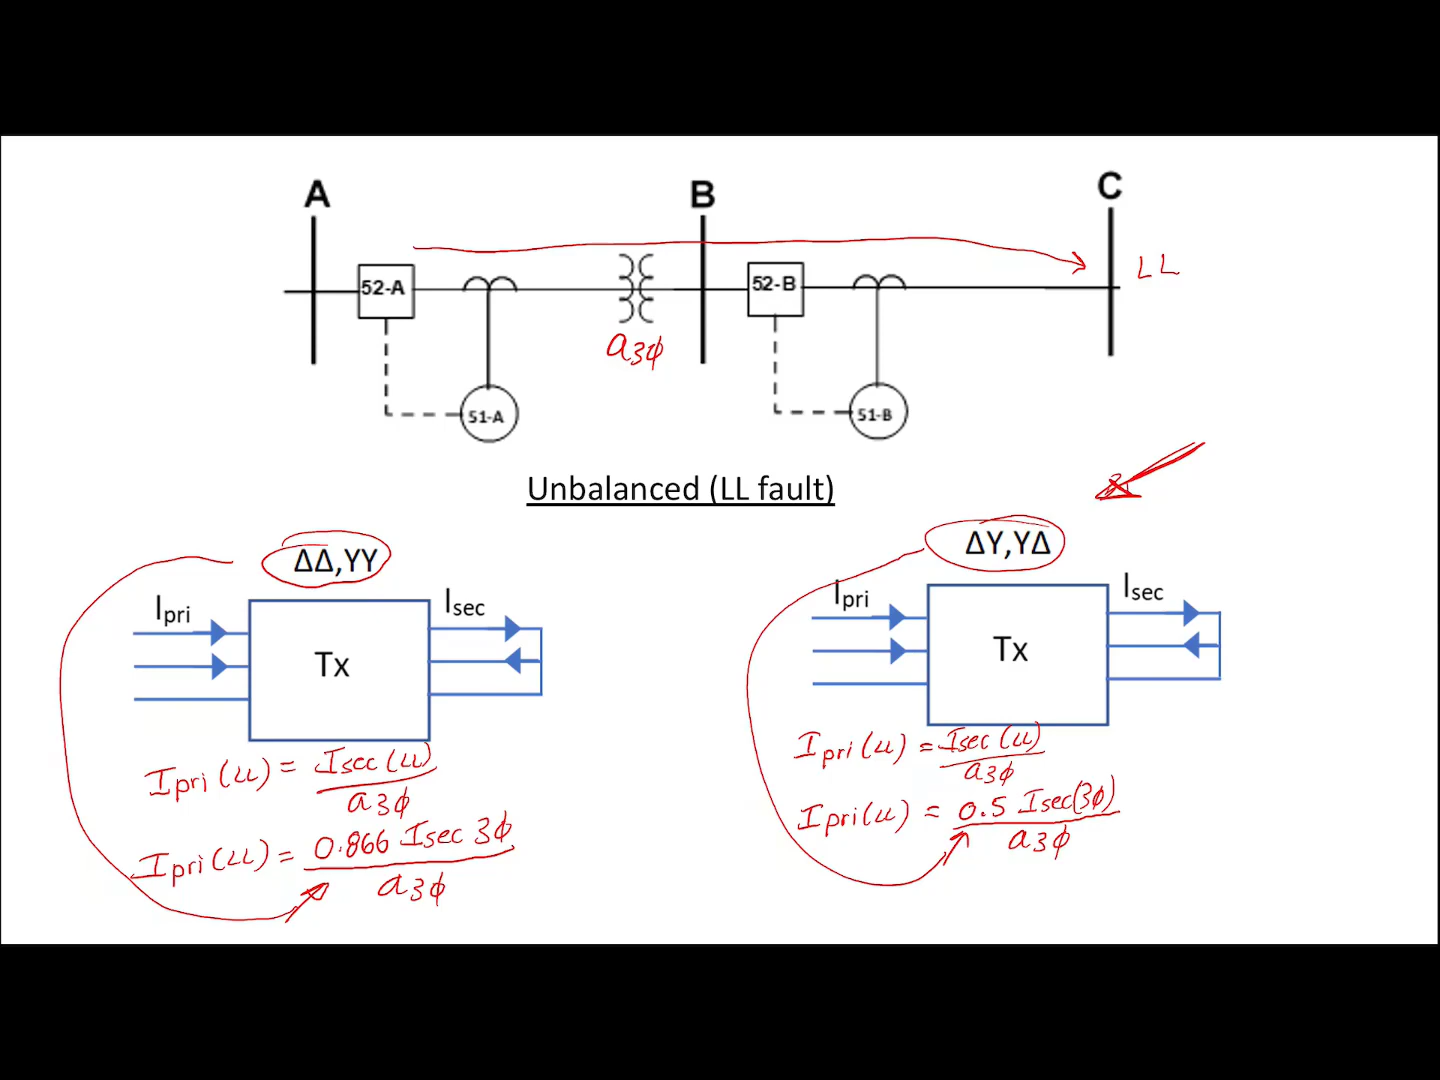 A B C
52-A 52-B LL
a3ϕ
51-A 51-B
Unbalanced (LL fault)
ΔΔ,YY ΔY,YΔ
Ipri Isec Ipri Isec
Tx Tx
Ipri (LL) = Isec (LL) / a3ϕ
Ipri (LL) = 0.866 Isec 3ϕ / a3ϕ
Ipri (LL) = Isec (LL) / a3ϕ
Ipri (LL) = 0.5 Isec(3ϕ) / a3ϕ